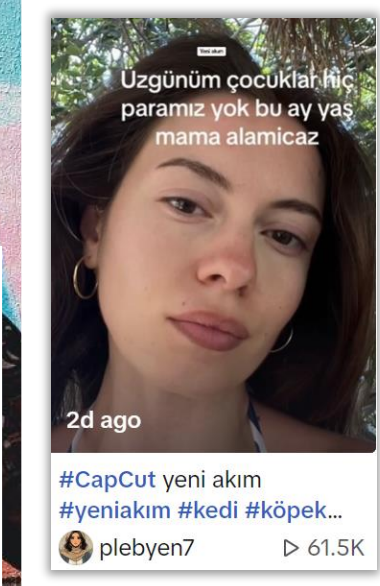 Yeni akım
Üzgünüm çocuklar hiç
paramız yok bu ay yaş
mama alamicaz
2d ago
#CapCut yeni akım
#yeniakım #kedi #köpek...
plebyen7
61.5K